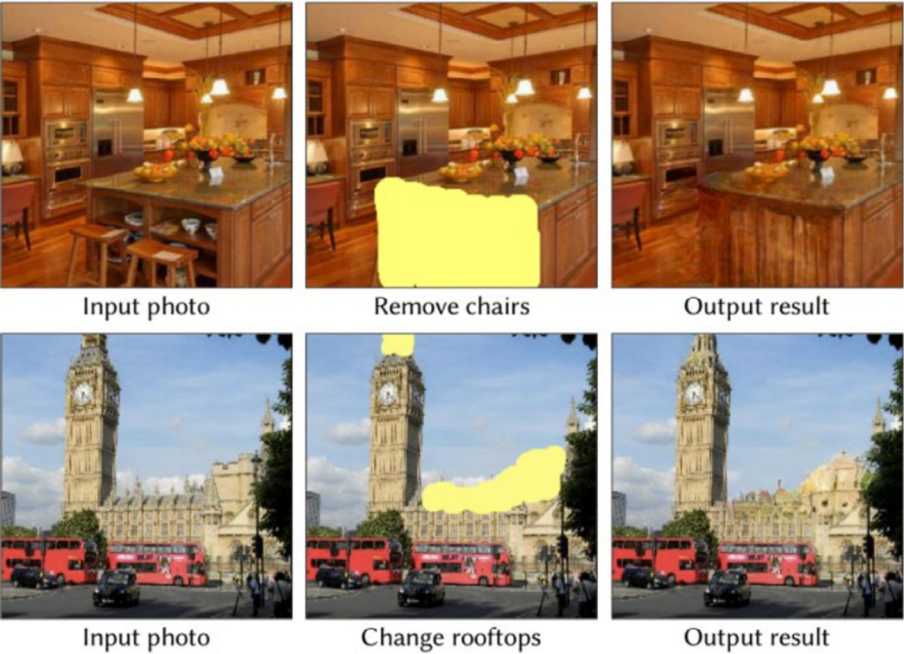 Input photo
Remove chairs
Output result
Input photo
Change rooftops
Output result